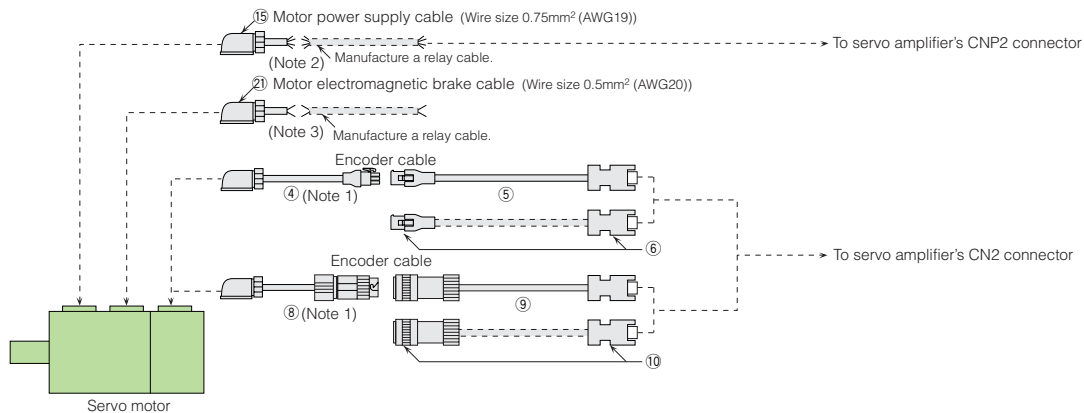 ⑮ Motor power supply cable (Wire size 0.75mm² (AWG19))
To servo amplifier's CNP2 connector
(Note 2) Manufacture a relay cable.
㉑ Motor electromagnetic brake cable (Wire size 0.5mm² (AWG20))
(Note 3) Manufacture a relay cable.
Encoder cable
④ (Note 1) ⑤
⑥
To servo amplifier's CN2 connector
Encoder cable
⑧ (Note 1) ⑨
⑩
Servo motor